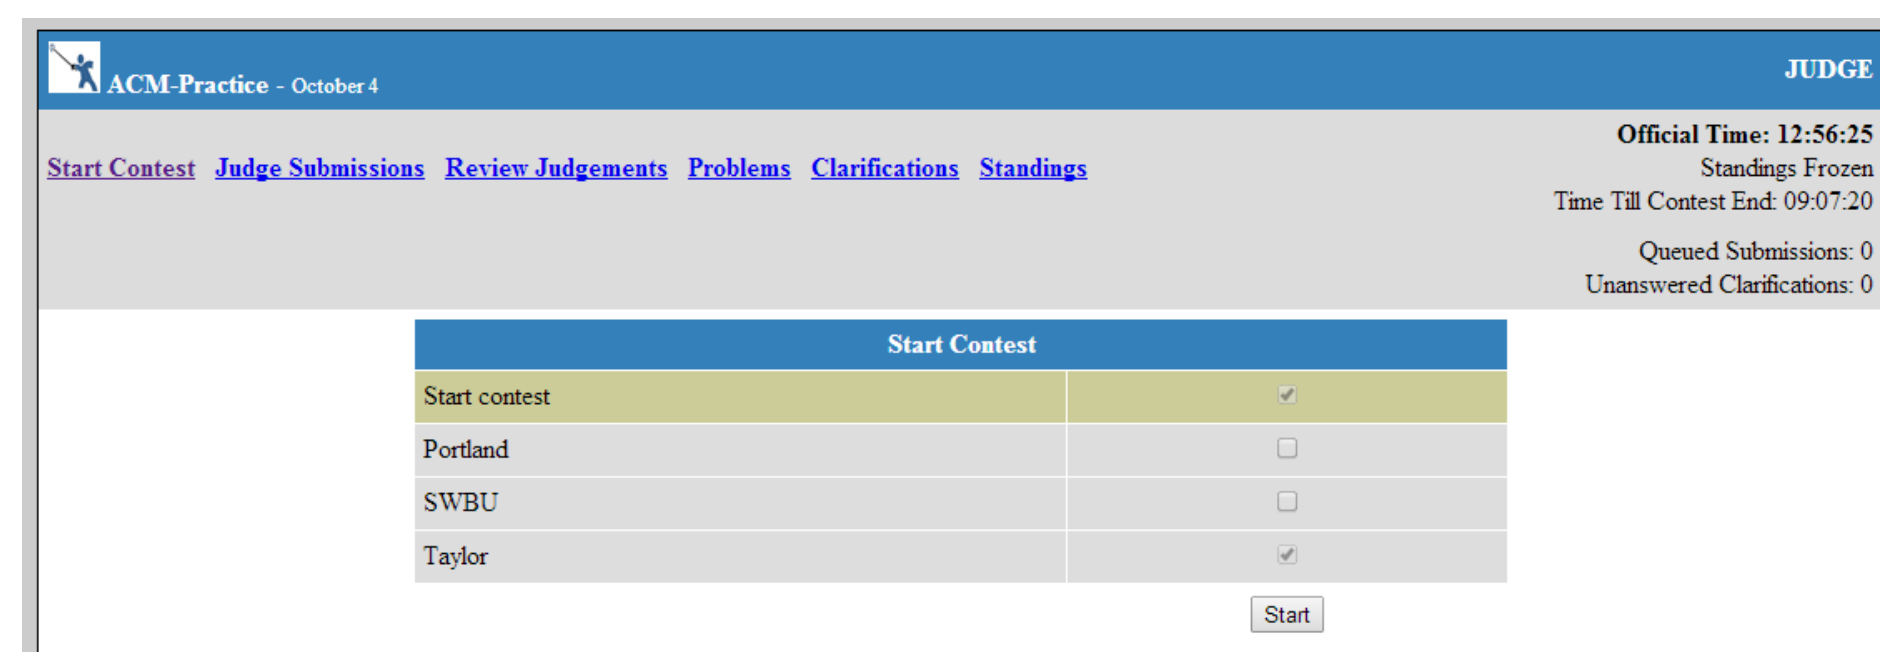 ACM-Practice - October 4
JUDGE
Official Time: 12:56:25
Start Contest Judge Submissions Review Judgements Problems Clarifications Standings
Standings Frozen
Time Till Contest End: 09:07:20
Queued Submissions: 0
Unanswered Clarifications: 0
Start Contest
Start contest
Portland
SWBU
Taylor
Start